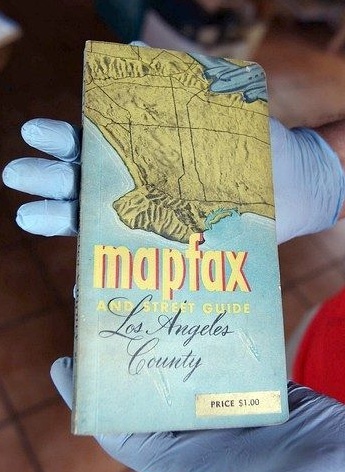 mapfax
AND STREET GUIDE
Los Angeles
County
PRICE $1.00